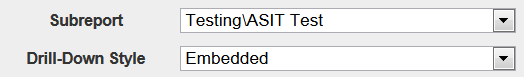 Subreport Testing\ASIT Test
Drill-Down Style Embedded